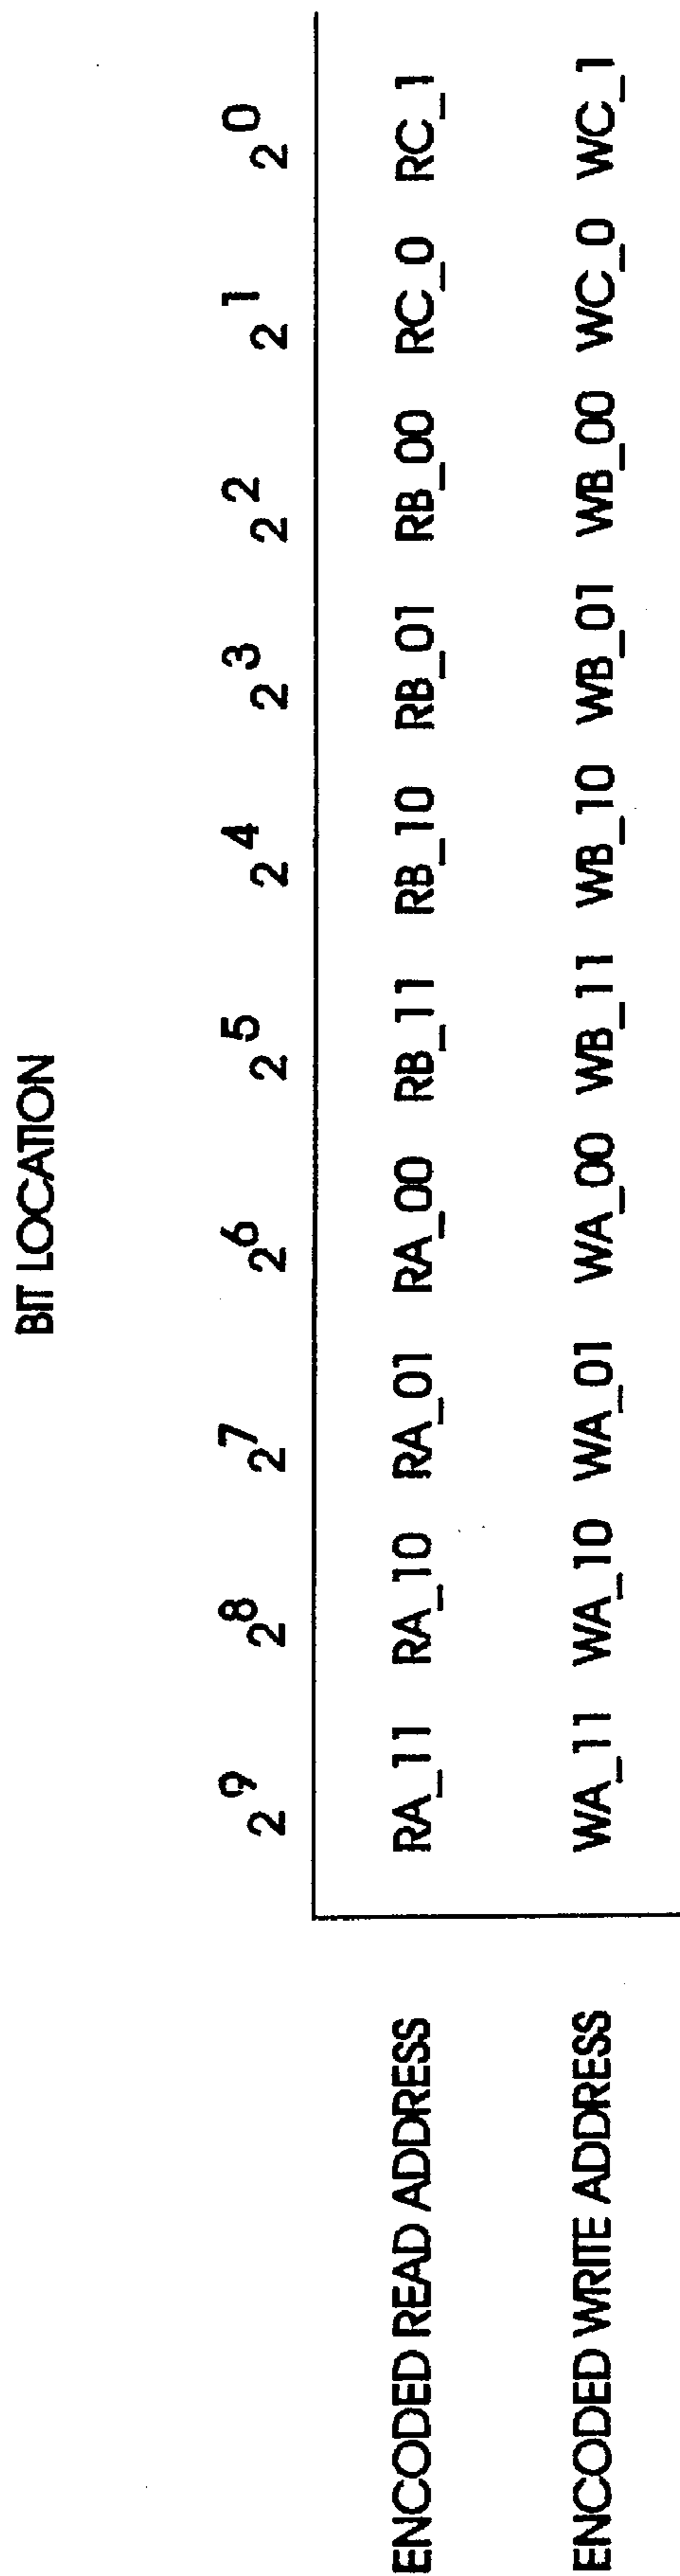 BIT LOCATION
2^9 2^8 2^7 2^6 2^5 2^4 2^3 2^2 2^1 2^0
ENCODED READ ADDRESS RA_11 RA_10 RA_01 RA_00 RB_11 RB_10 RB_01 RB_00 RC_0 RC_1
ENCODED WRITE ADDRESS WA_11 WA_10 WA_01 WA_00 WB_11 WB_10 WB_01 WB_00 WC_0 WC_1